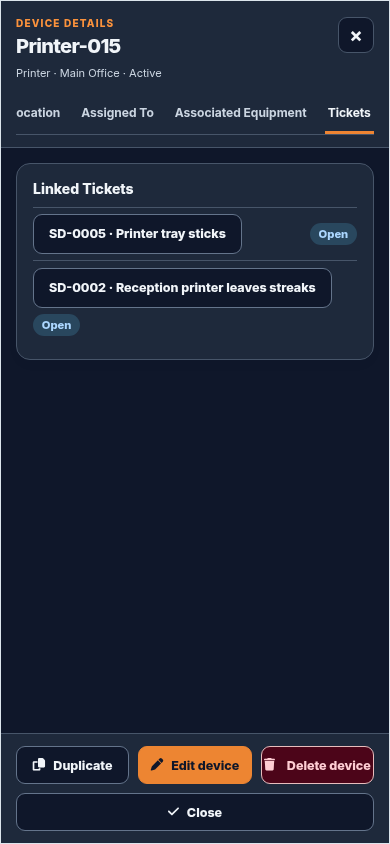 DEVICE DETAILS
Printer-015
Printer · Main Office · Active
ocation Assigned To Associated Equipment Tickets
Linked Tickets
SD-0005 · Printer tray sticks Open
SD-0002 · Reception printer leaves streaks
Open
Duplicate Edit device Delete device
Close